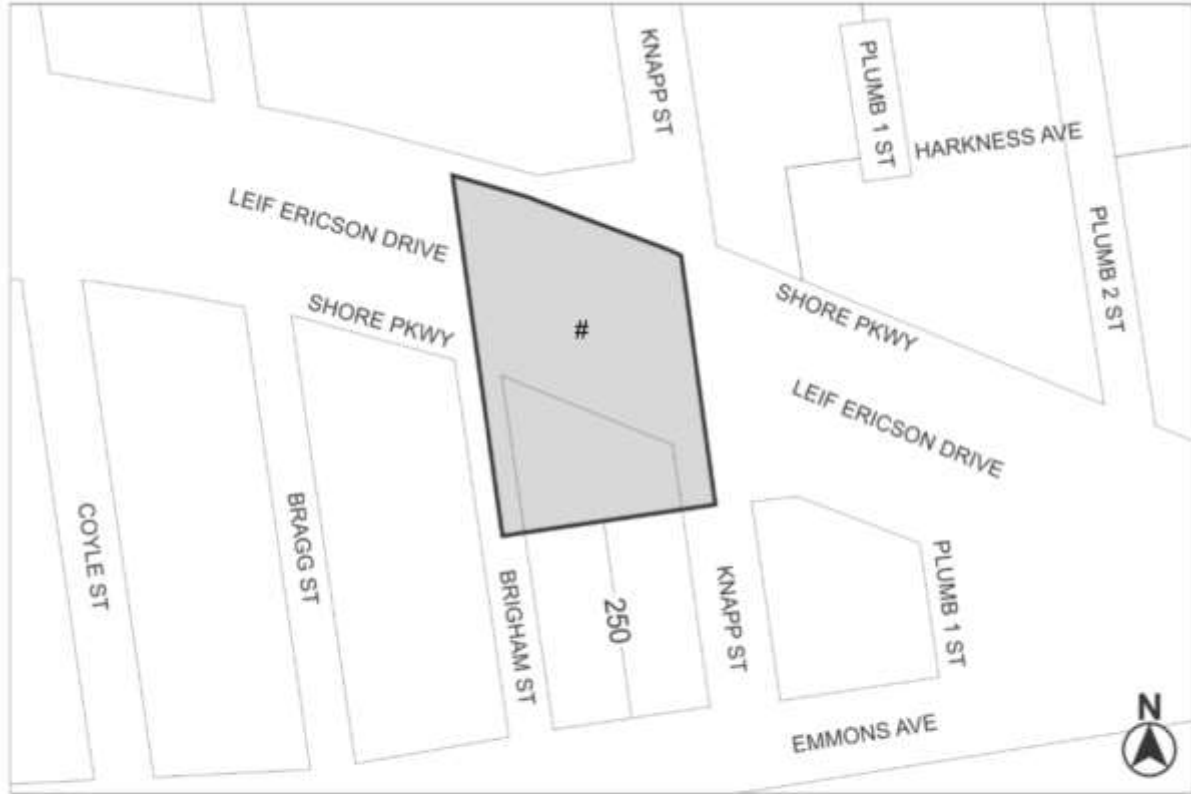 KNAPP ST
PLUMB 1 ST
HARKNESS AVE
LEIF ERICSON DRIVE
PLUMB 2 ST
SHORE PKWY
SHORE PKWY
#
LEIF ERICSON DRIVE
COYLE ST
BRAGG ST
BRIGHAM ST
250
KNAPP ST
PLUMB 1 ST
EMMONS AVE
N